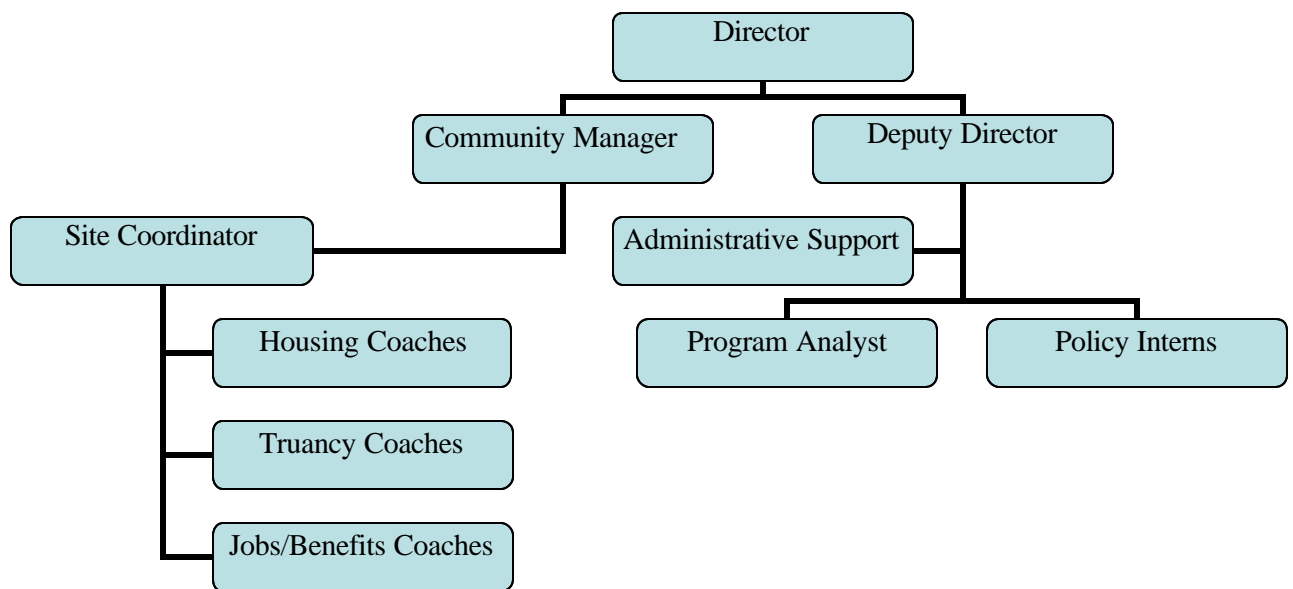 Director
Community Manager
Deputy Director
Site Coordinator
Administrative Support
Housing Coaches
Program Analyst
Policy Interns
Truancy Coaches
Jobs/Benefits Coaches